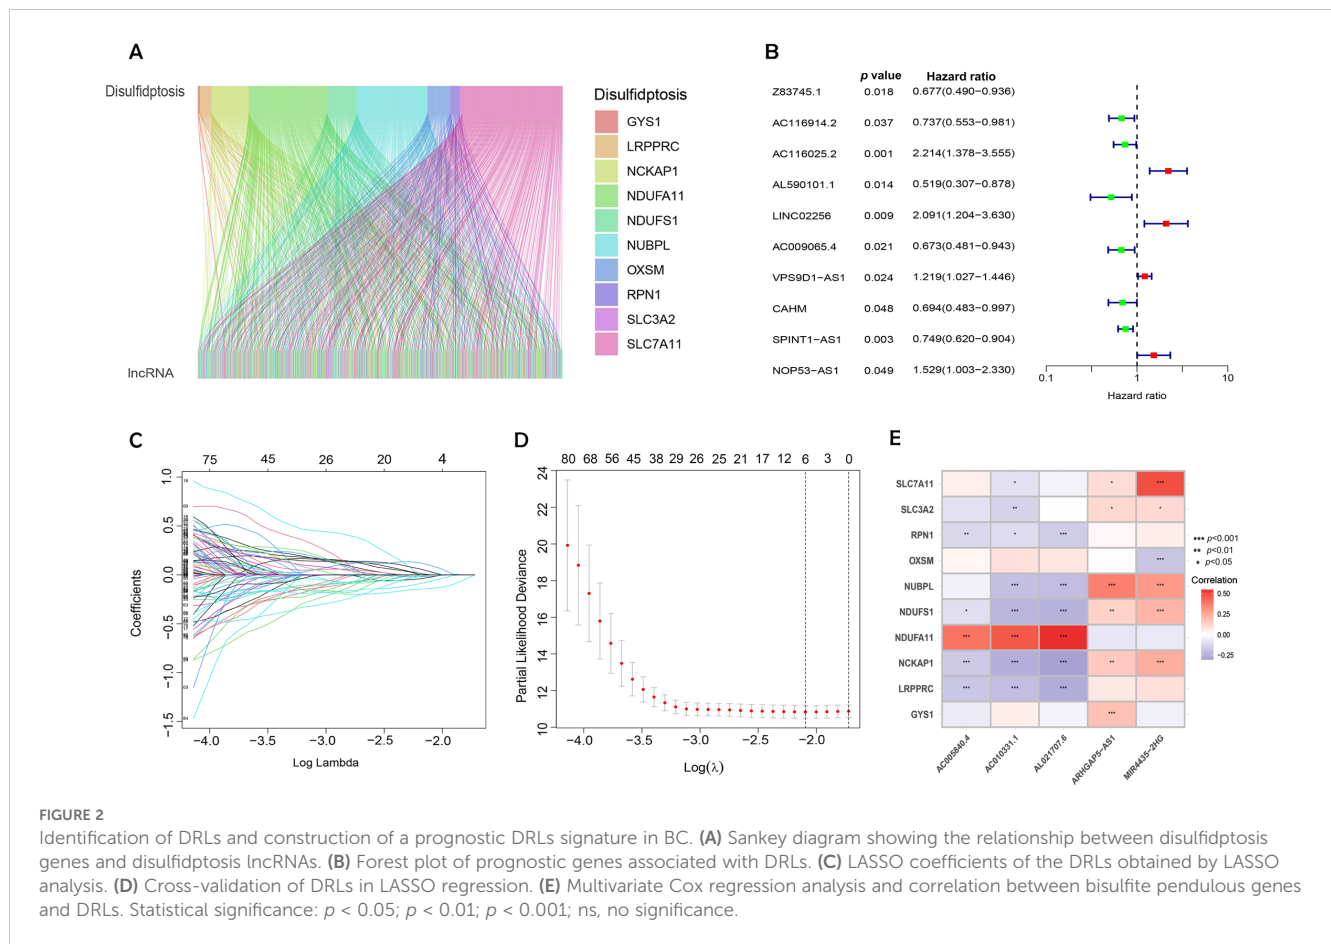 A
Disulfidptosis
lncRNA
Disulfidptosis
GYS1
LRPPRC
NCKAP1
NDUFA11
NDUFS1
NUBPL
OXSM
RPN1
SLC3A2
SLC7A11
B
p value Hazard ratio
Z83745.1 0.018 0.677(0.490−0.936)
AC116914.2 0.037 0.737(0.553−0.981)
AC116025.2 0.001 2.214(1.378−3.555)
AL590101.1 0.014 0.519(0.307−0.878)
LINC02256 0.009 2.091(1.204−3.630)
AC009065.4 0.021 0.673(0.481−0.943)
VPS9D1−AS1 0.024 1.219(1.027−1.446)
CAHM 0.048 0.694(0.483−0.997)
SPINT1−AS1 0.003 0.749(0.620−0.904)
NOP53−AS1 0.049 1.529(1.003−2.330)
0.1 1 10
Hazard ratio
C
75 45 26 20 4
1.0
0.5
0.0
−0.5
−1.0
−1.5
Coefficients
−4.0 −3.5 −3.0 −2.5 −2.0
Log Lambda
D
80 68 56 45 38 29 26 25 21 17 12 6 3 0
24
22
20
18
16
14
12
10
Partial Likelihood Deviance
−4.0 −3.5 −3.0 −2.5 −2.0
Log(λ)
E
SLC7A11 * * ***
SLC3A2 ** * *
RPN1 ** * ***
OXSM ***
NUBPL *** *** *** ***
NDUFS1 * *** *** ** ***
NDUFA11 *** *** ***
NCKAP1 *** *** *** ** ***
LRPPRC *** *** ***
GYS1 ***
AC005840.4
AC010331.1
AL021707.6
ARHGAP5−AS1
MIR4435−2HG
*** p<0.001
** p<0.01
* p<0.05
Correlation
0.50
0.25
0.00
−0.25
FIGURE 2
Identification of DRLs and construction of a prognostic DRLs signature in BC. (A) Sankey diagram showing the relationship between disulfidptosis
genes and disulfidptosis lncRNAs. (B) Forest plot of prognostic genes associated with DRLs. (C) LASSO coefficients of the DRLs obtained by LASSO
analysis. (D) Cross-validation of DRLs in LASSO regression. (E) Multivariate Cox regression analysis and correlation between bisulfite pendulous genes
and DRLs. Statistical significance: p < 0.05; p < 0.01; p < 0.001; ns, no significance.